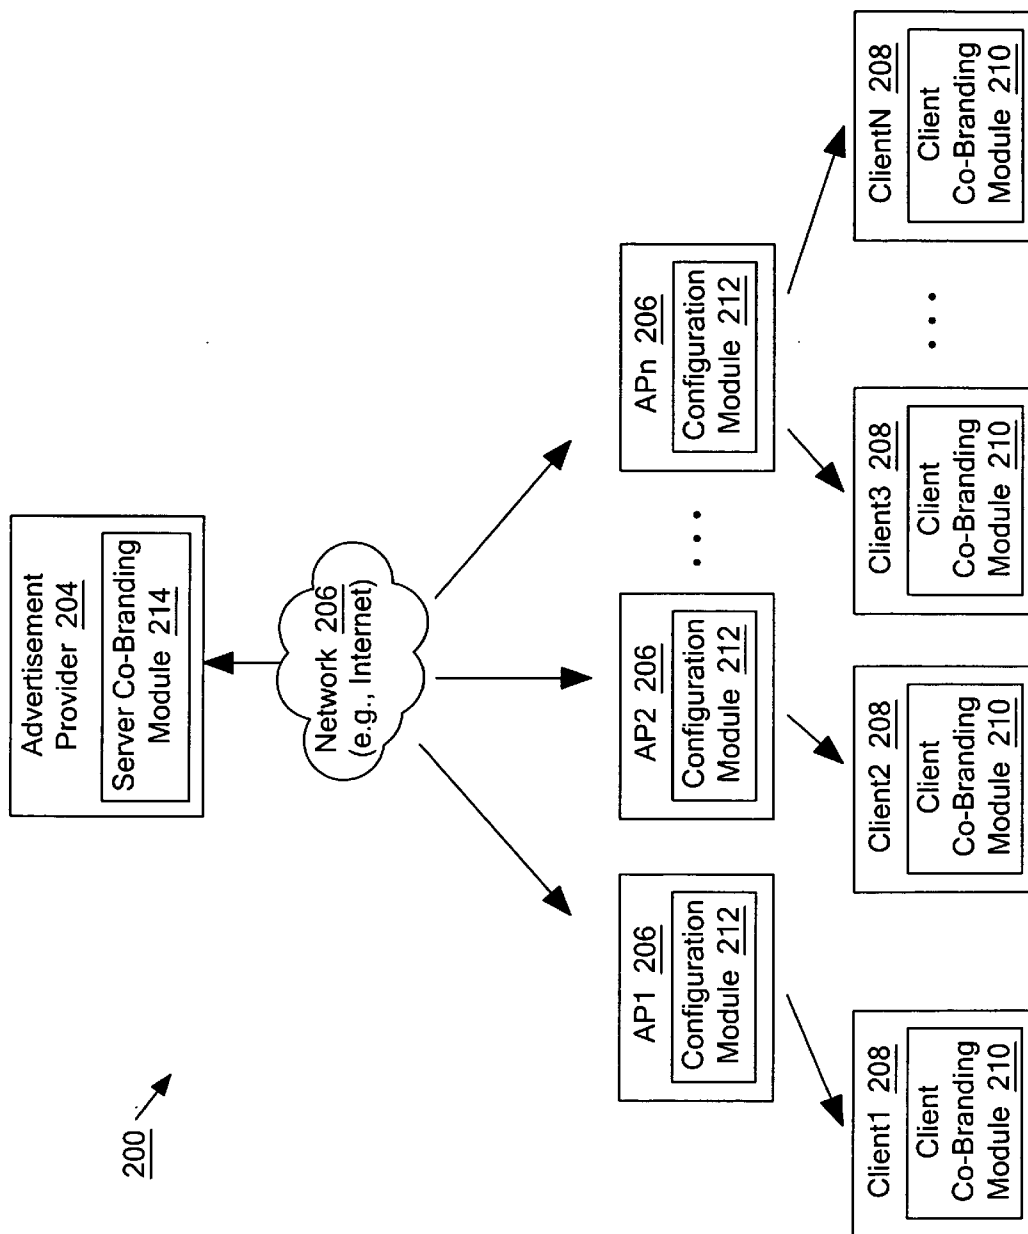 200
Advertisement
Provider 204
Server Co-Branding
Module 214
Network 206
(e.g., Internet)
AP1 206
Configuration
Module 212
AP2 206
Configuration
Module 212
• • •
APn 206
Configuration
Module 212
Client1 208
Client
Co-Branding
Module 210
Client2 208
Client
Co-Branding
Module 210
Client3 208
Client
Co-Branding
Module 210
• • •
ClientN 208
Client
Co-Branding
Module 210